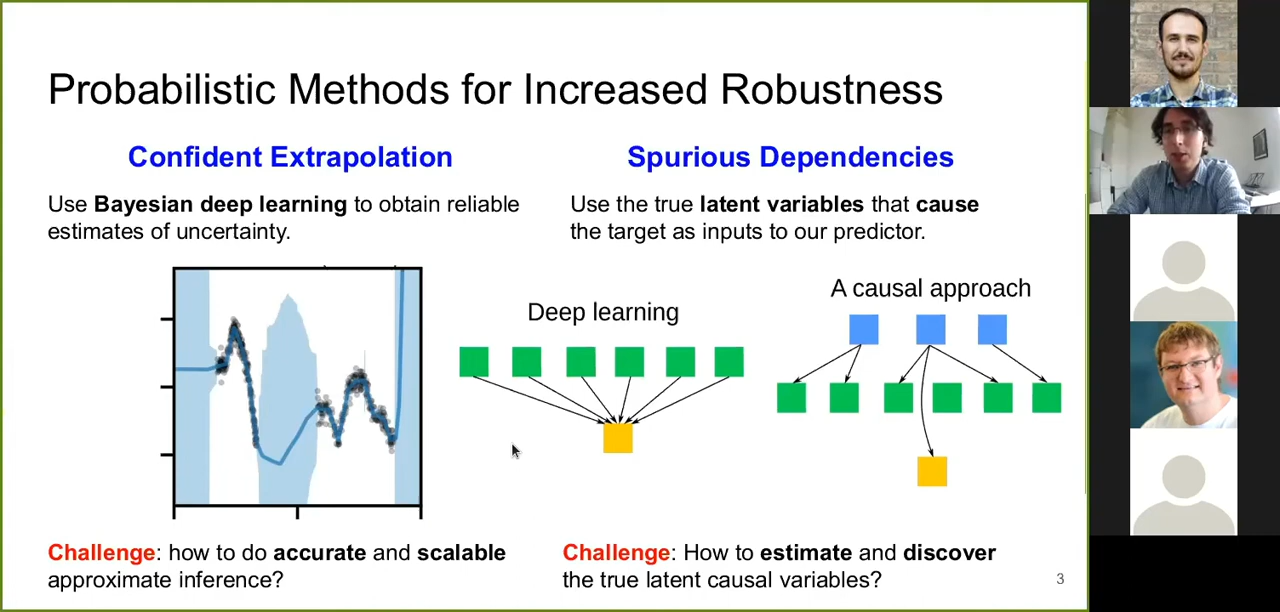 Probabilistic Methods for Increased Robustness
Confident Extrapolation
Use Bayesian deep learning to obtain reliable
estimates of uncertainty.
Challenge: how to do accurate and scalable
approximate inference?
Spurious Dependencies
Use the true latent variables that cause
the target as inputs to our predictor.
Deep learning
A causal approach
Challenge: How to estimate and discover
the true latent causal variables?
3